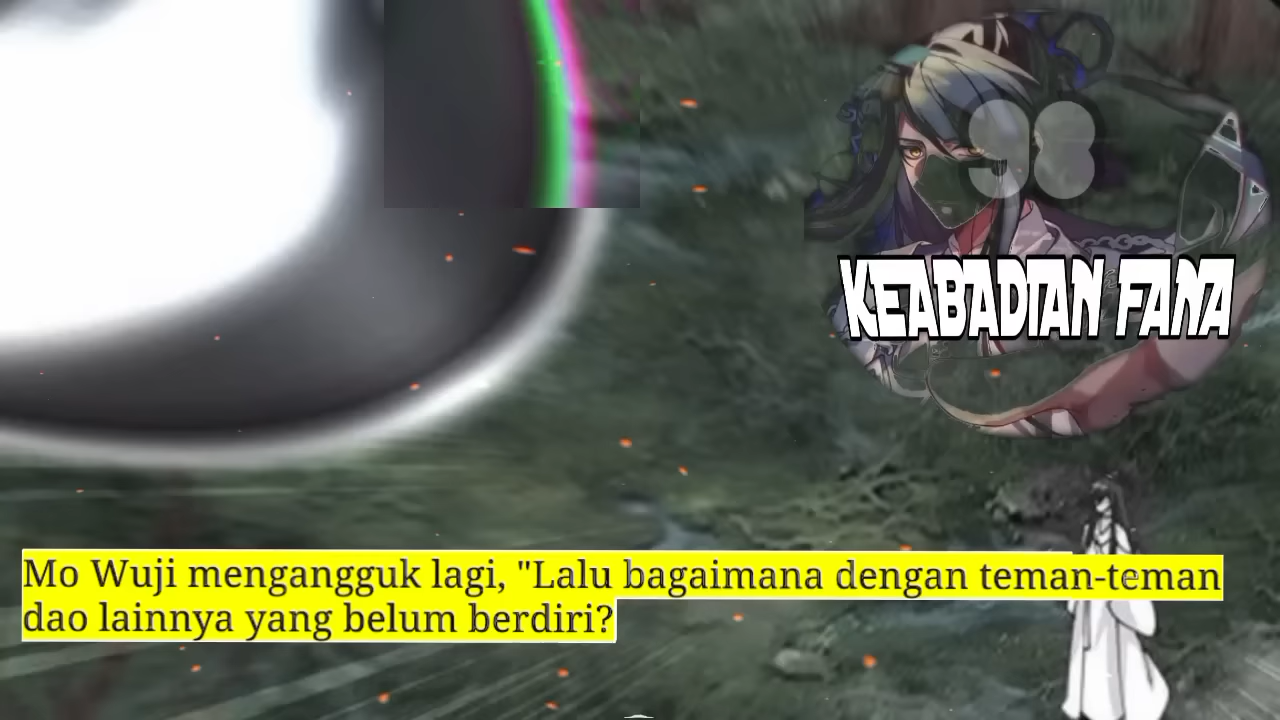 98
KEABADIAN FANA
Mo Wuji mengangguk lagi, "Lalu bagaimana dengan teman-teman
dao lainnya yang belum berdiri?